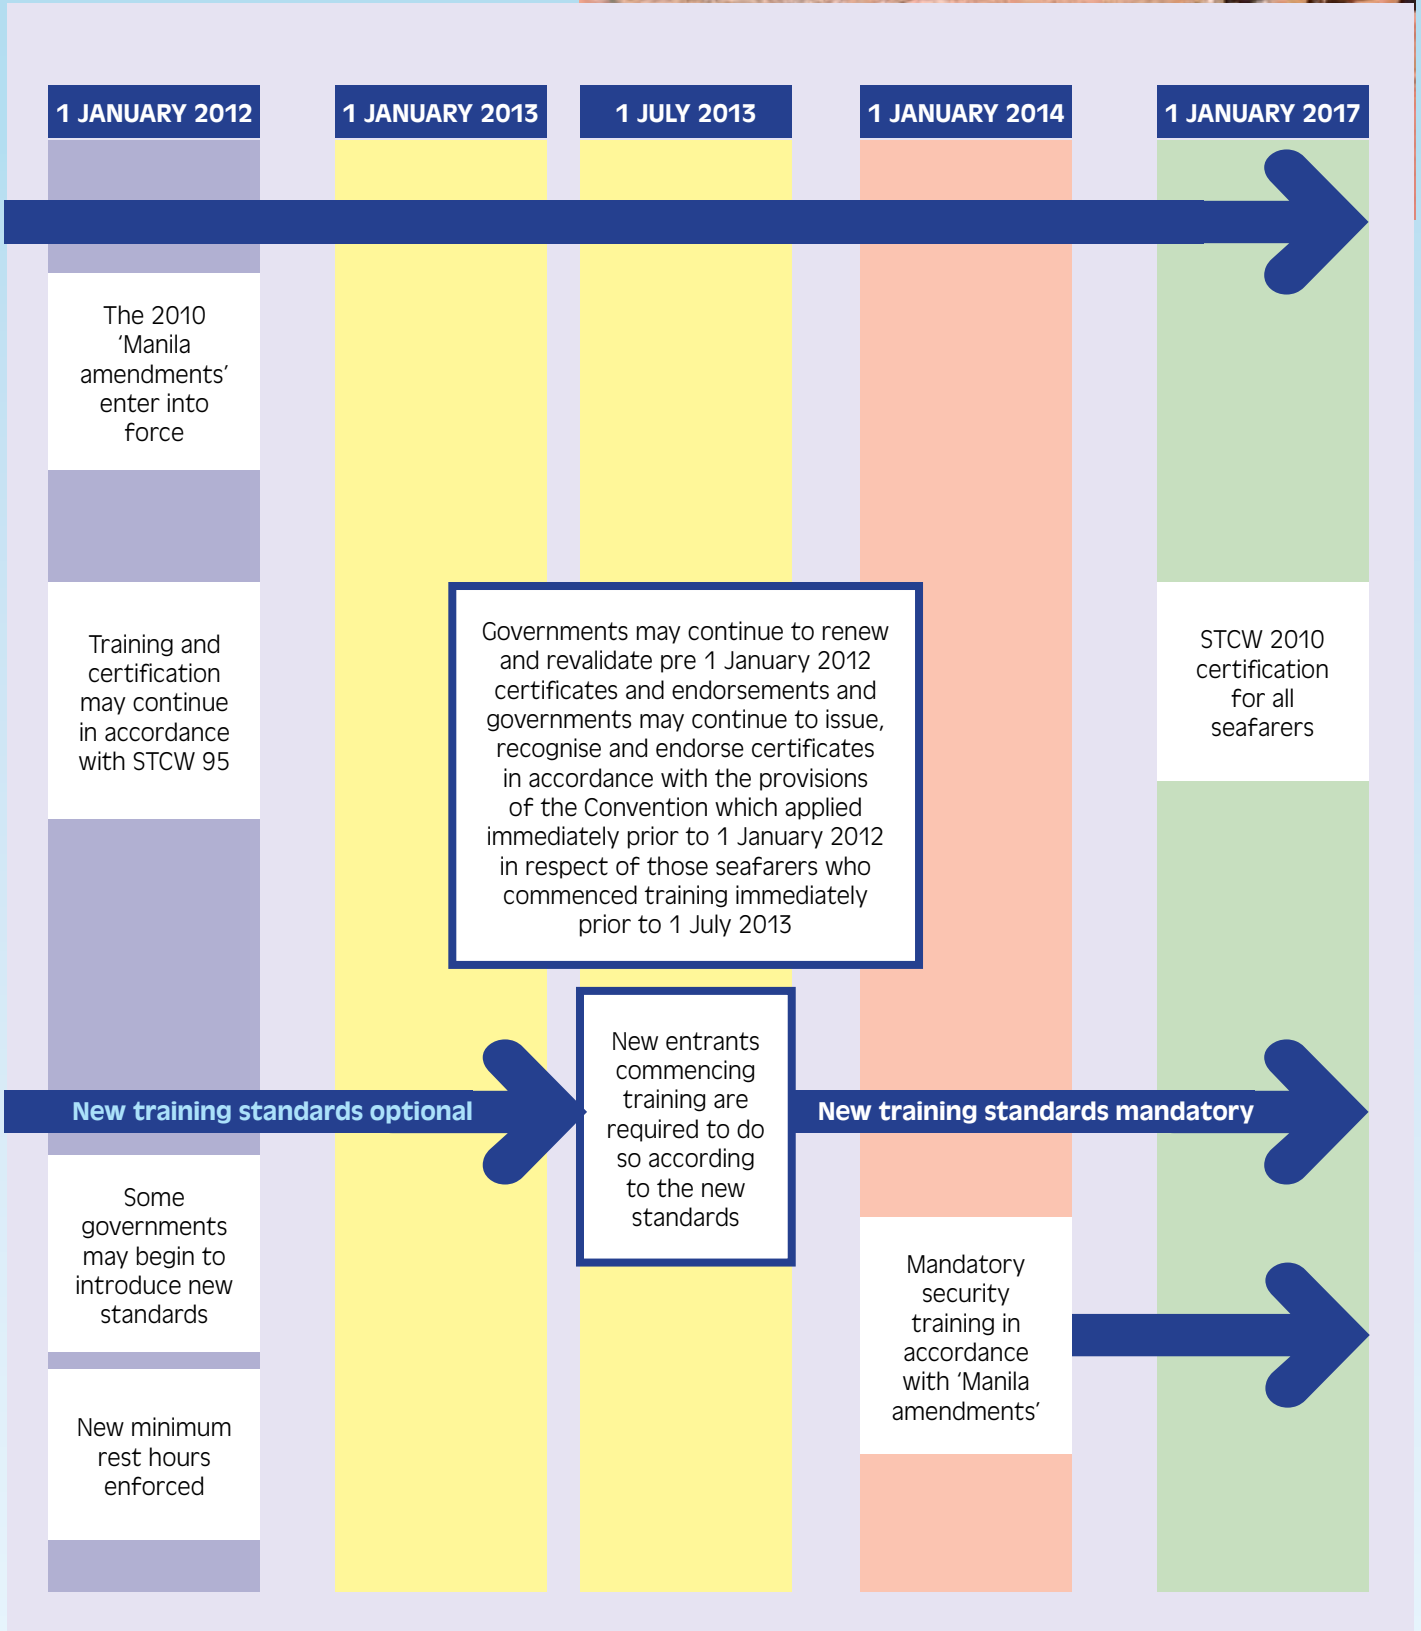 1 JANUARY 2012
1 JANUARY 2013
1 JULY 2013
1 JANUARY 2014
1 JANUARY 2017
The 2010
‘Manila
amendments’
enter into
force
Training and
certification
may continue
in accordance
with STCW 95
Governments may continue to renew
and revalidate pre 1 January 2012
certificates and endorsements and
governments may continue to issue,
recognise and endorse certificates
in accordance with the provisions
of the Convention which applied
immediately prior to 1 January 2012
in respect of those seafarers who
commenced training immediately
prior to 1 July 2013
STCW 2010
certification
for all
seafarers
New training standards optional
New entrants
commencing
training are
required to do
so according
to the new
standards
New training standards mandatory
Some
governments
may begin to
introduce new
standards
Mandatory
security
training in
accordance
with ‘Manila
amendments’
New minimum
rest hours
enforced